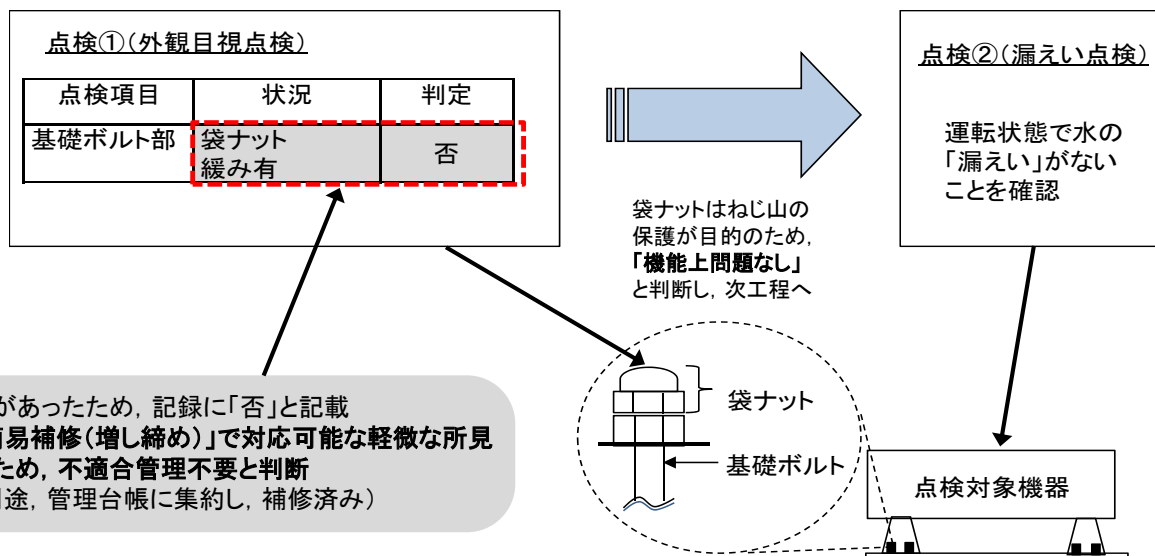 点検①(外観目視点検)
点検項目 状況 判定
基礎ボルト部 袋ナット 否
緩み有
点検②(漏えい点検)
運転状態で水の
「漏えい」がない
ことを確認
袋ナットはねじ山の
保護が目的のため,
「機能上問題なし」
と判断し, 次工程へ
があったため, 記録に「否」と記載
易補修(増し締め)」で対応可能な軽微な所見
ため, 不適合管理不要と判断
途, 管理台帳に集約し, 補修済み)
袋ナット
基礎ボルト
点検対象機器